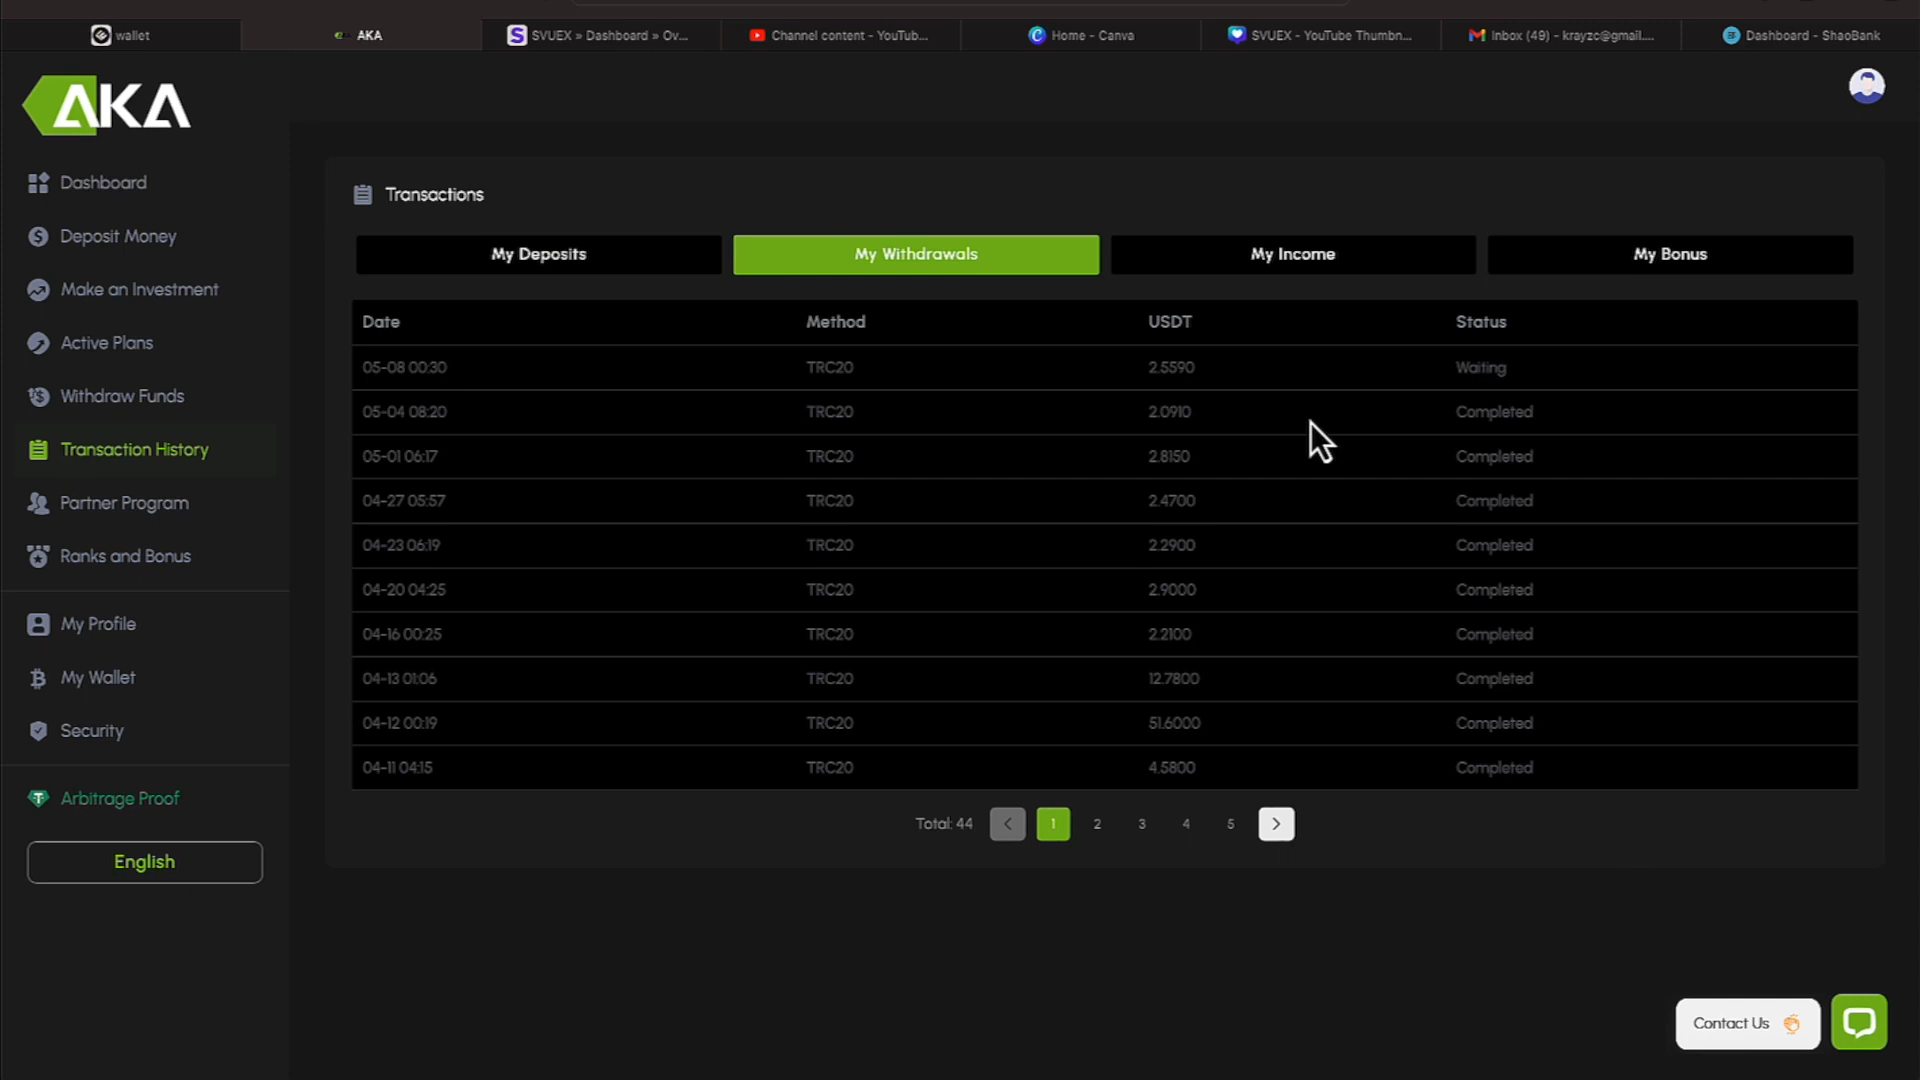 wallet
AKA
SVUEX » Dashboard » Ov...
Channel content - YouTub...
Home - Canva
SVUEX - YouTube Thumbn...
Inbox (49) - krayzc@gmail....
Dashboard - ShaoBank
AKA
Dashboard
Deposit Money
Make an Investment
Active Plans
Withdraw Funds
Transaction History
Partner Program
Ranks and Bonus
My Profile
My Wallet
Security
Arbitrage Proof
English
Transactions
My Deposits My Withdrawals My Income My Bonus
Date Method USDT Status
05-08 00:30 TRC20 2.5590 Waiting
05-04 08:20 TRC20 2.0910 Completed
05-01 06:17 TRC20 2.8150 Completed
04-27 05:57 TRC20 2.4700 Completed
04-23 06:19 TRC20 2.2900 Completed
04-20 04:25 TRC20 2.9000 Completed
04-16 00:25 TRC20 2.2100 Completed
04-13 01:06 TRC20 12.7800 Completed
04-12 00:19 TRC20 51.6000 Completed
04-11 04:15 TRC20 4.5800 Completed
Total: 44 1 2 3 4 5
Contact Us